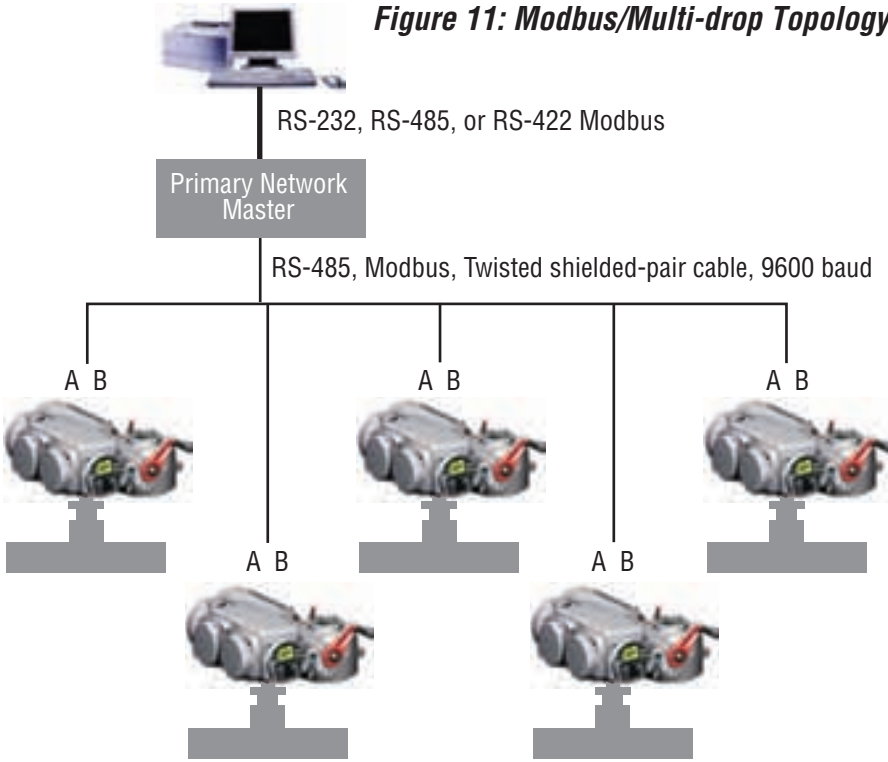 Figure 11: Modbus/Multi-drop Topology
RS-232, RS-485, or RS-422 Modbus
Primary Network
Master
RS-485, Modbus, Twisted shielded-pair cable, 9600 baud
A B
A B
A B
A B
A B